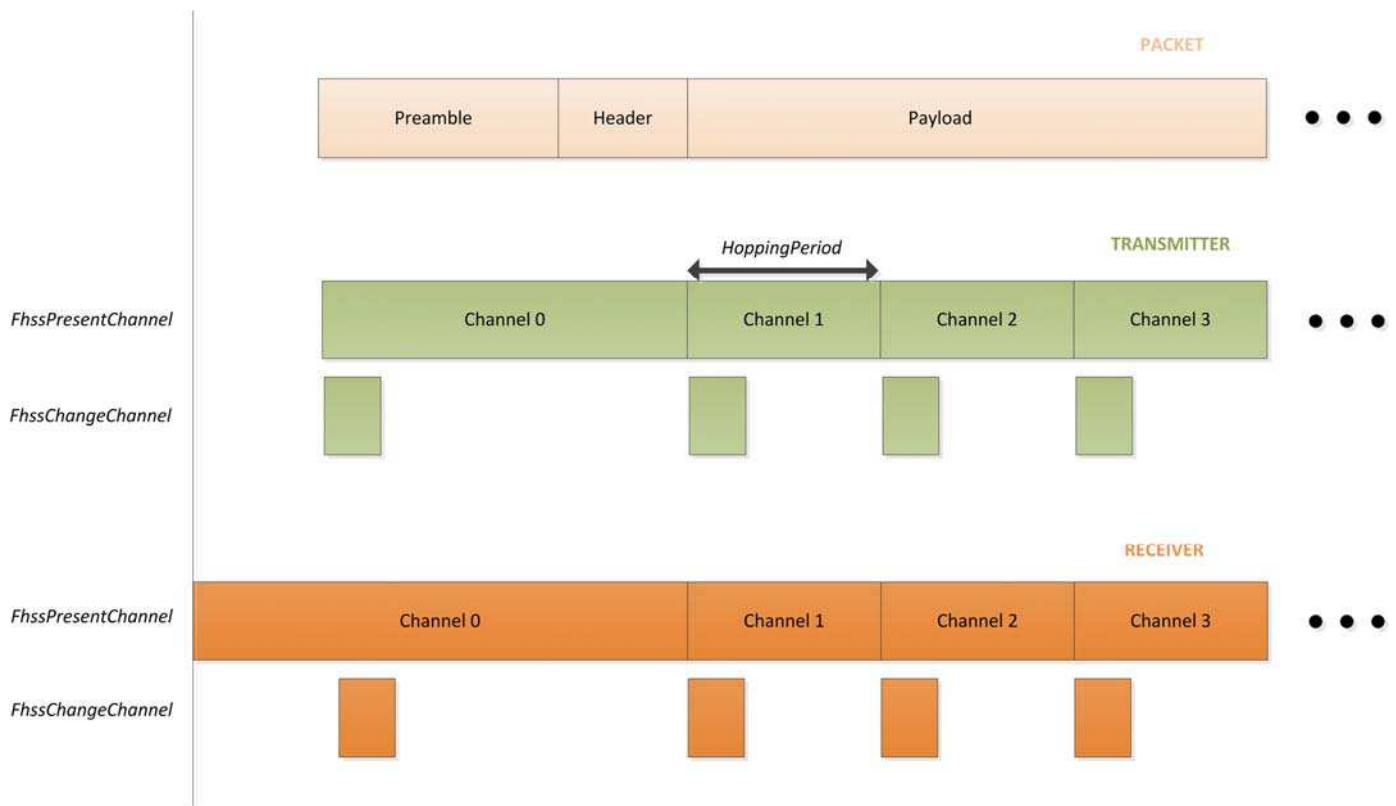 PACKET
Preamble Header Payload
HoppingPeriod
TRANSMITTER
FhssPresentChannel Channel 0 Channel 1 Channel 2 Channel 3
FhssChangeChannel
RECEIVER
FhssPresentChannel Channel 0 Channel 1 Channel 2 Channel 3
FhssChangeChannel